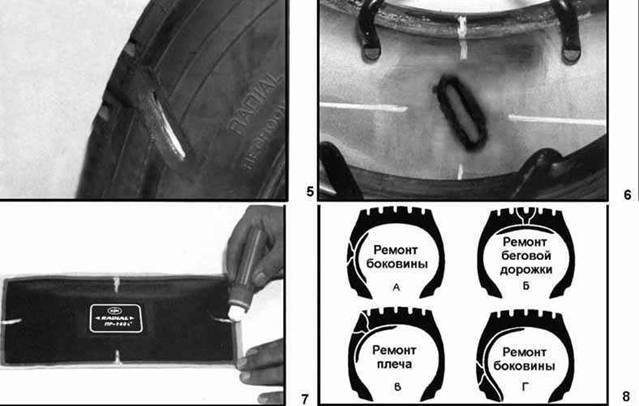 RADIAL
5
6
RADIAL
7
Ремонт
боковины
А
Ремонт
беговой
дорожки
Б
Ремонт
плеча
В
Ремонт
боковины
Г
8